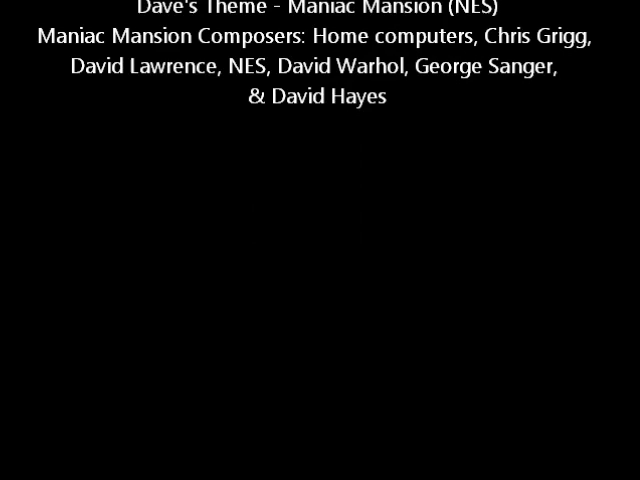 Dave's Theme - Maniac Mansion (NES)
Maniac Mansion Composers: Home computers, Chris Grigg,
David Lawrence, NES, David Warhol, George Sanger,
& David Hayes